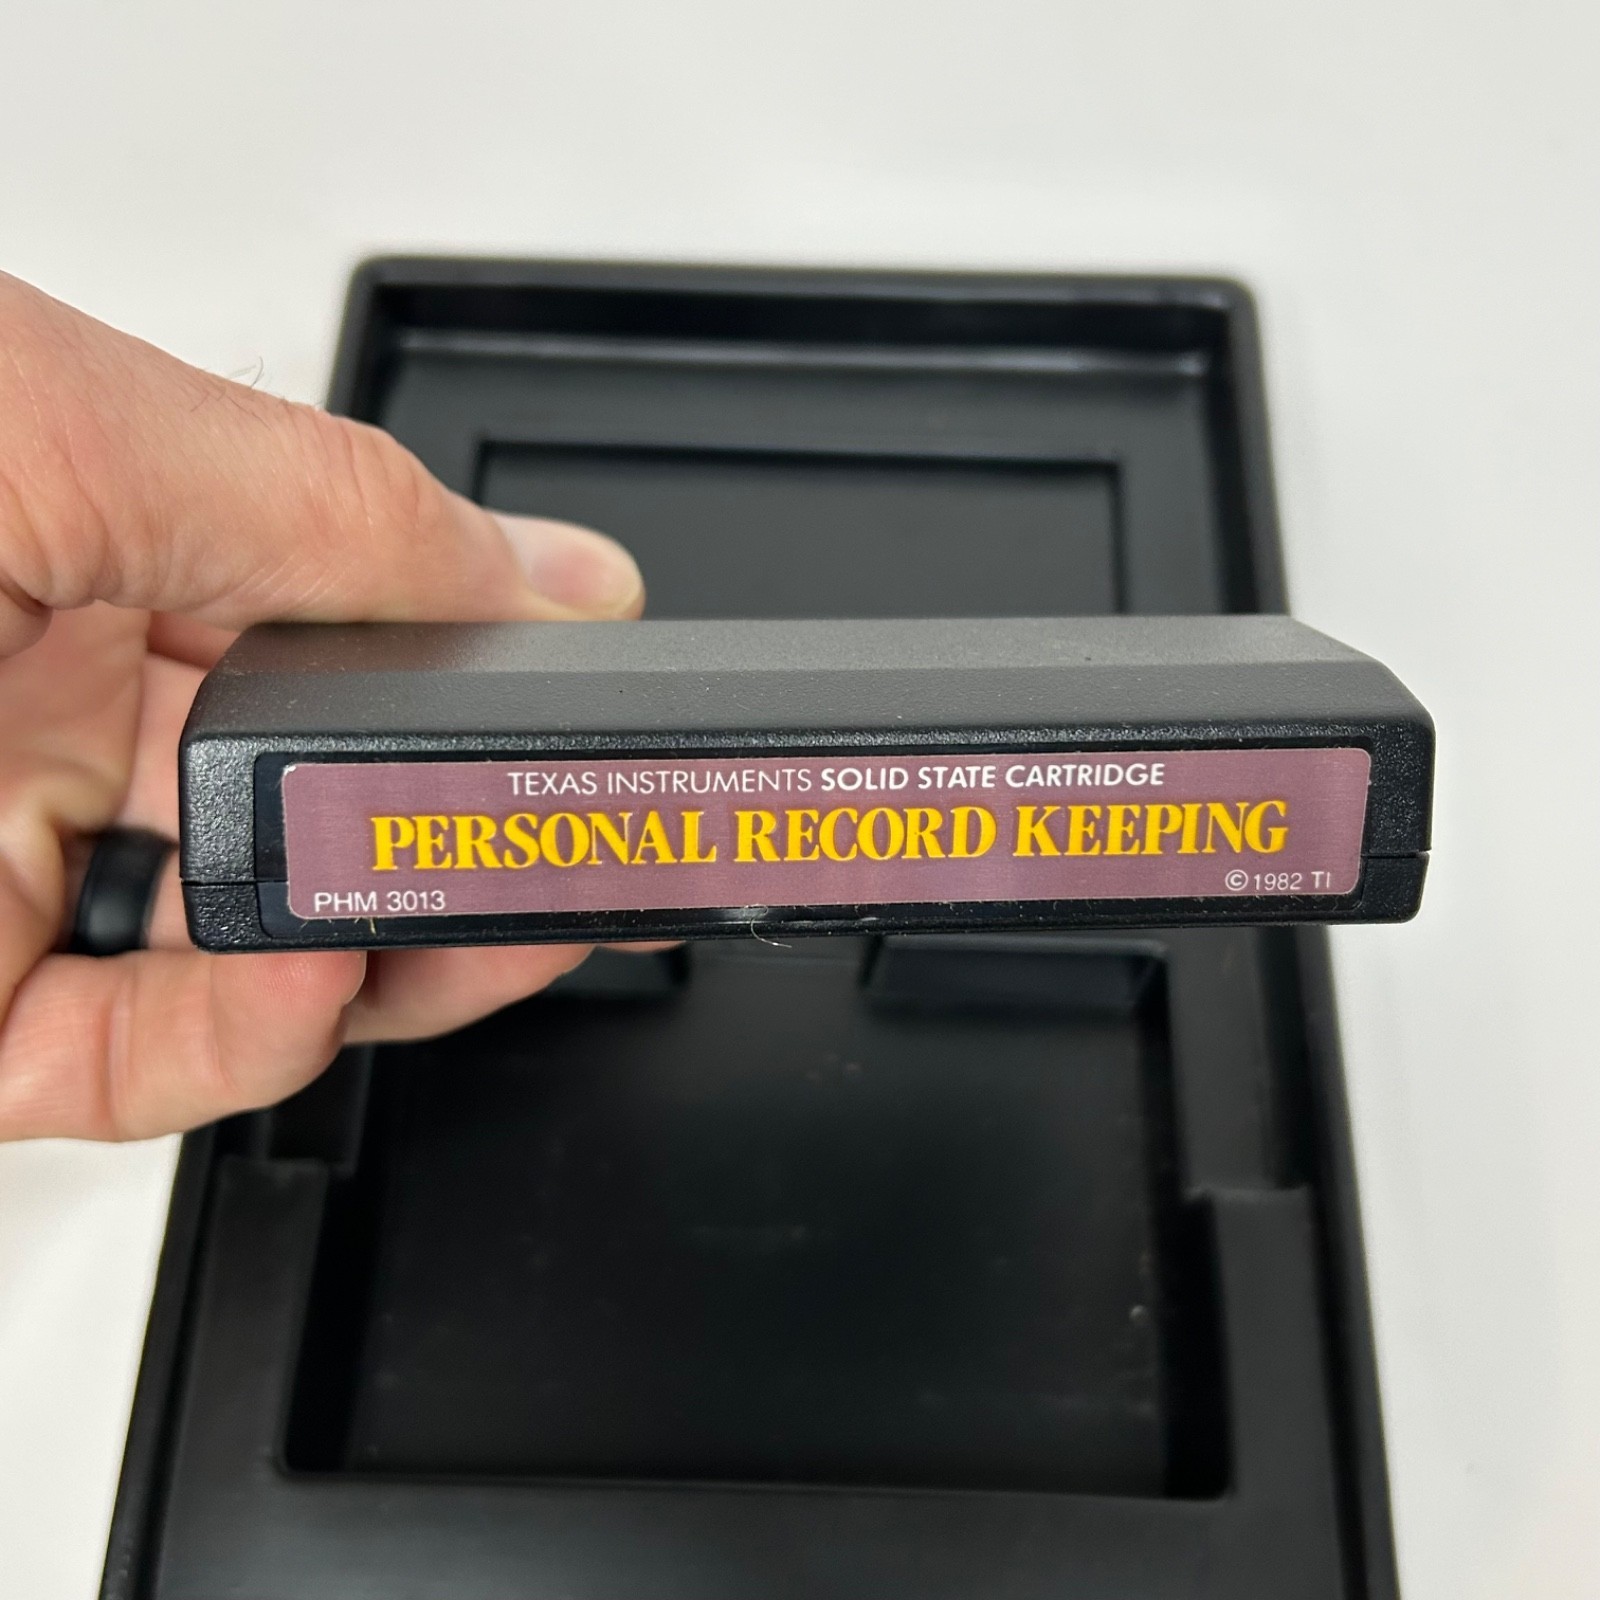 TEXAS INSTRUMENTS SOLID STATE CARTRIDGE
PERSONAL RECORD KEEPING
PHM 3013 ©1982 TI